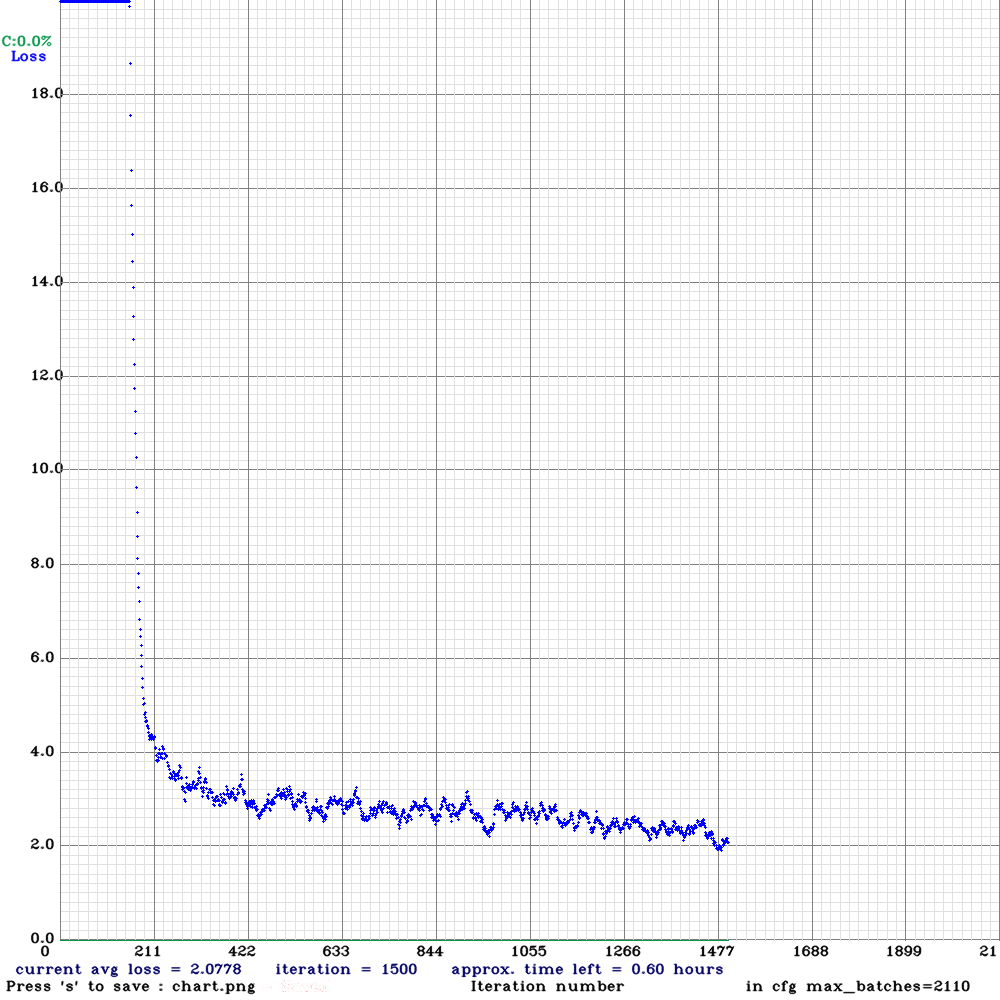 C:0.0%
Loss
18.0
16.0
14.0
12.0
10.0
8.0
6.0
4.0
2.0
0.0
0 211 422 633 844 1055 1266 1477 1688 1899 21
current avg loss = 2.0778 iteration = 1500 approx. time left = 0.60 hours
Press 's' to save : chart.png Iteration number in cfg max_batches=2110